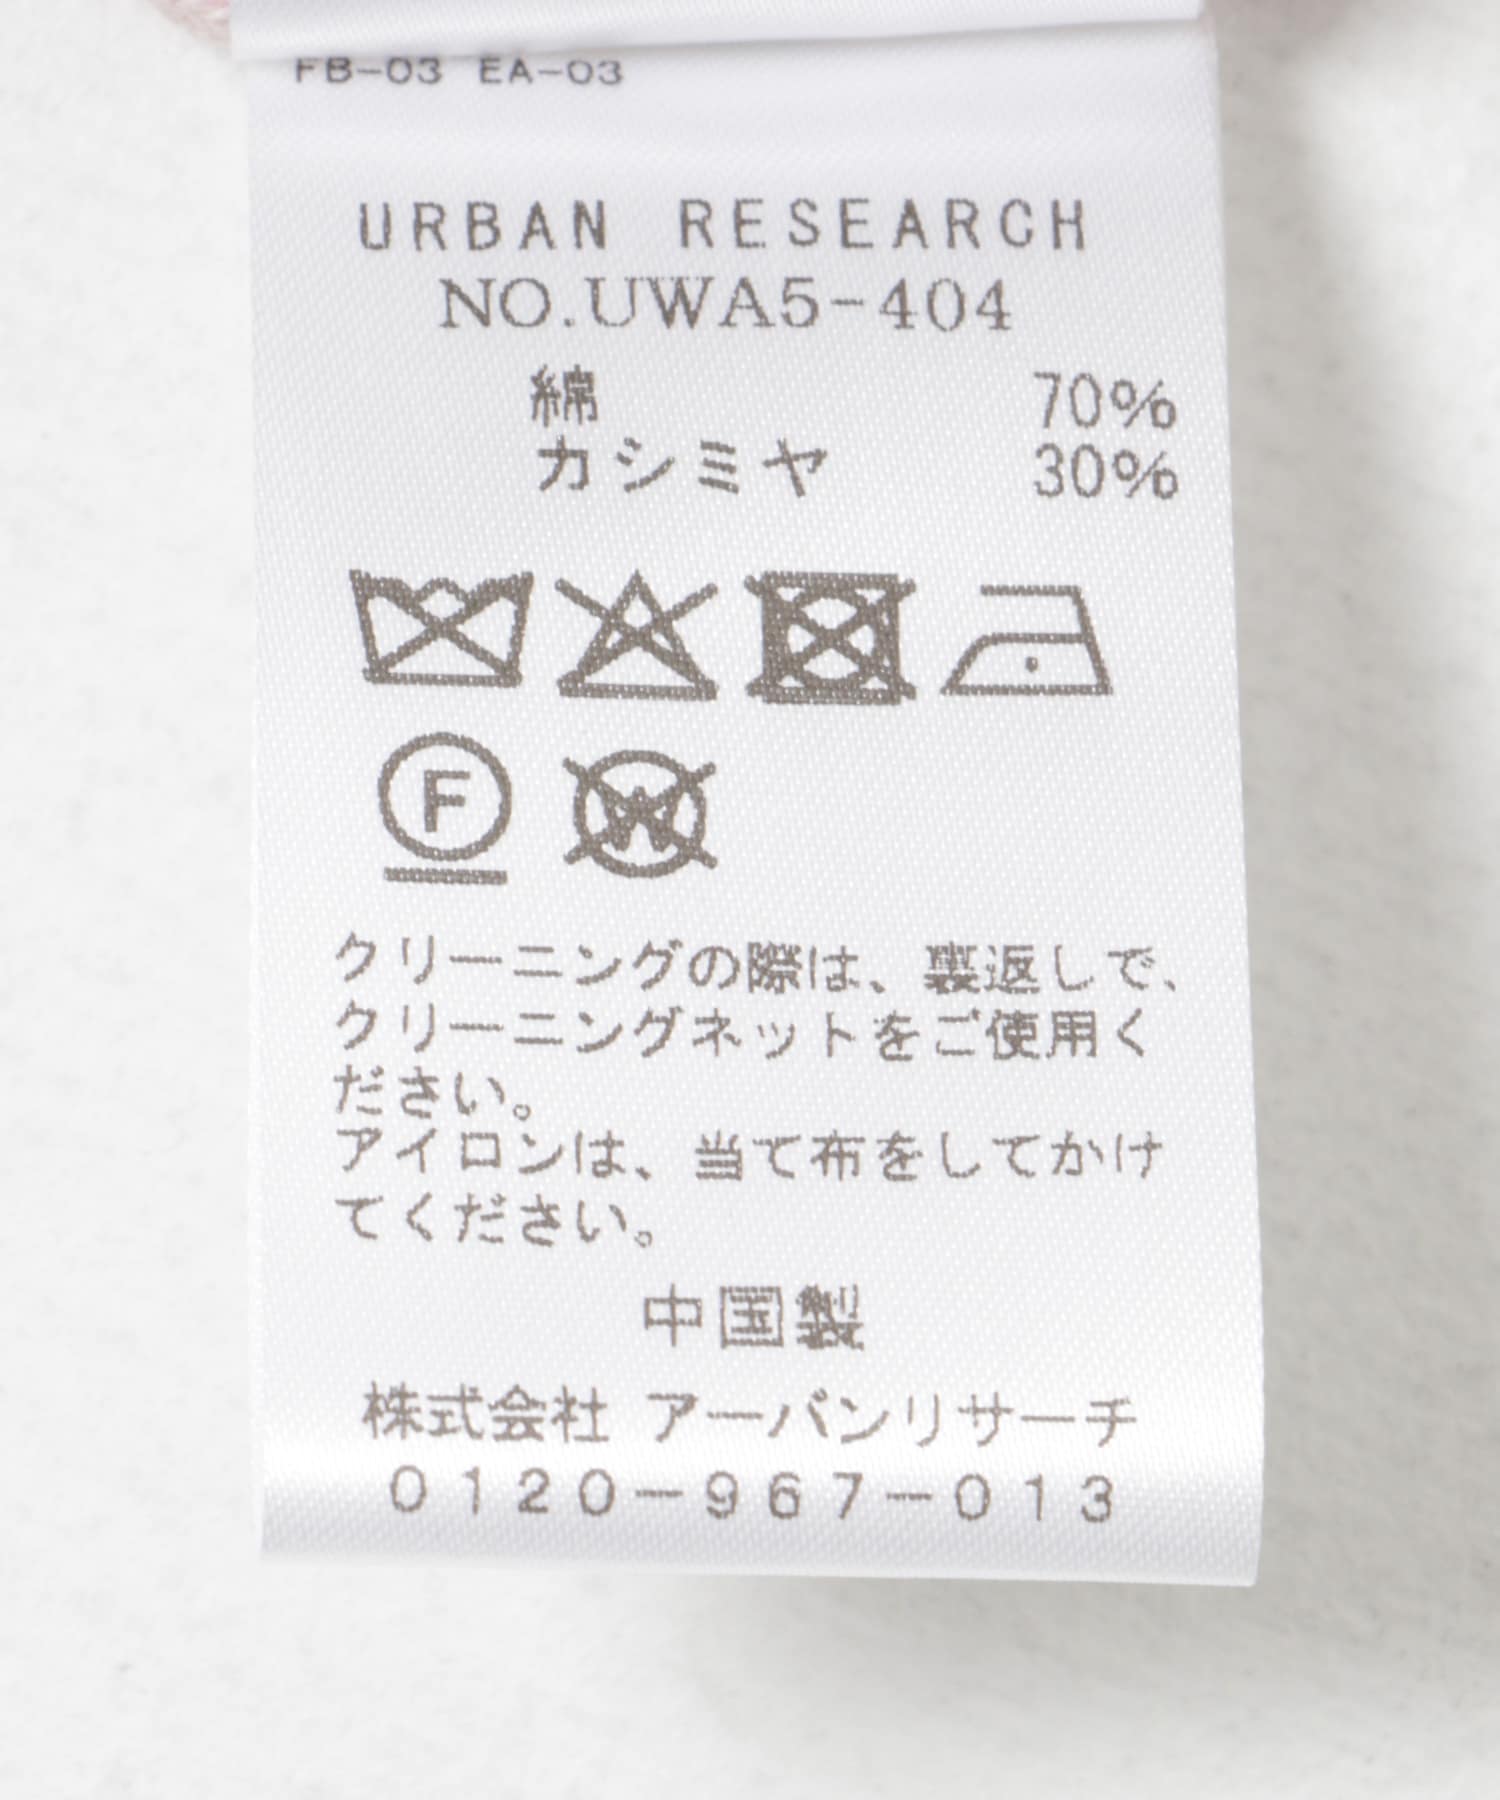 FB-03 EA-03
URBAN RESEARCH
NO.UWA5-404
綿 70%
カシミヤ 30%
F
W
クリーニングの際は、裏返しで、
クリーニングネットをご使用く
ださい。
アイロンは、当て布をしてかけ
てください。
中国製
株式会社 アーバンリサーチ
0120-967-013